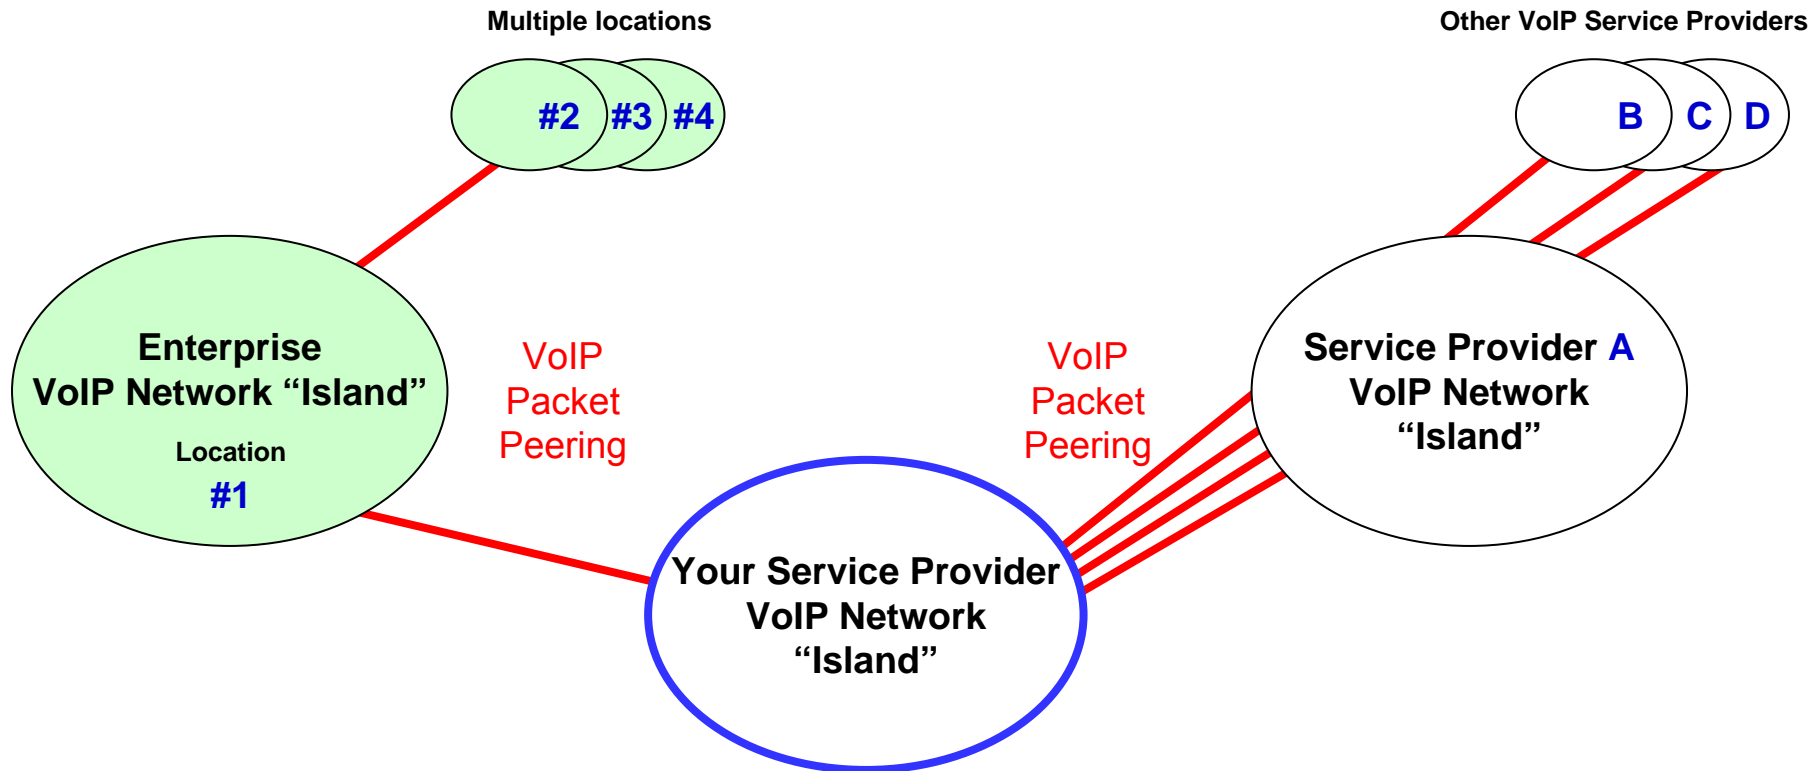 Multiple locations
Other VoIP Service Providers
#2 #3 #4
B C D
Enterprise
VoIP Network “Island”
Location
#1
VoIP
Packet
Peering
VoIP
Packet
Peering
Service Provider A
VoIP Network
“Island”
Your Service Provider
VoIP Network
“Island”